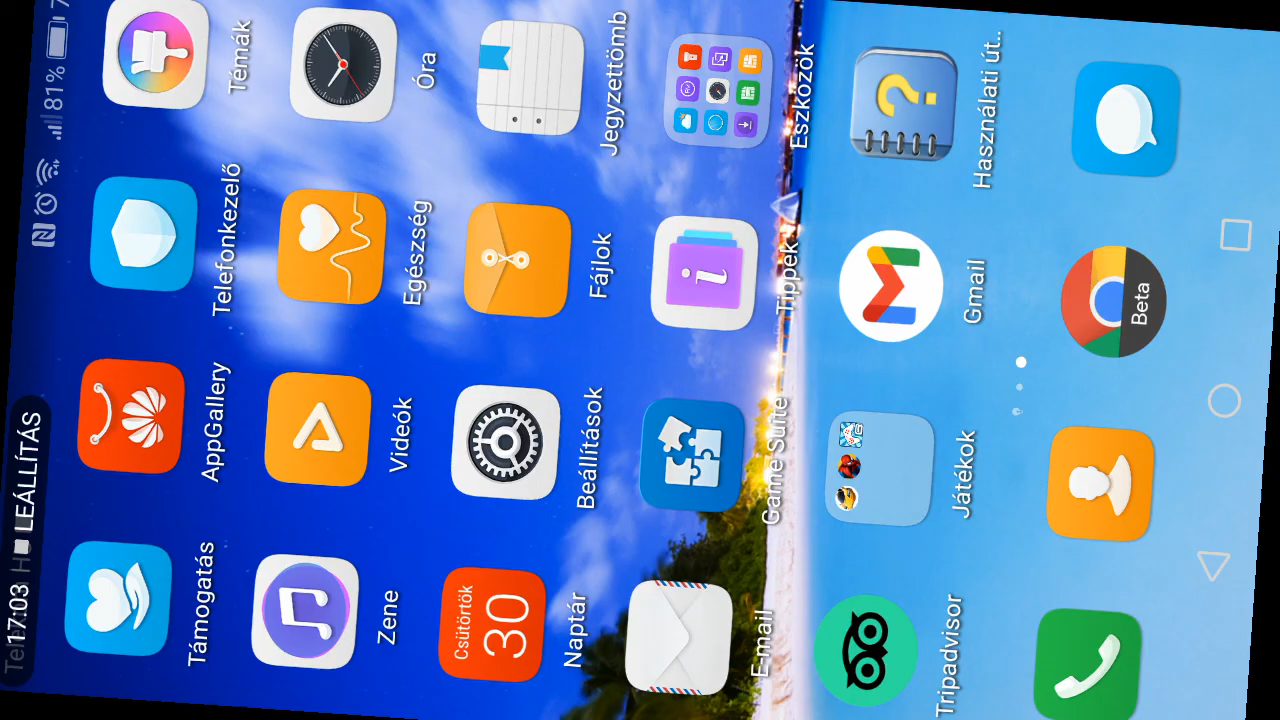 17:03 LEÁLLÍTÁS 81%
Támogatás AppGallery Telefonkezelő Témák
Zene Videók Egészség Óra
Csütörtök
30
Naptár Beállítások Fájlok Jegyzettömb
E-mail Game Suite Tippek Eszközök
Tripadvisor Játékok Gmail Használati út..
Beta